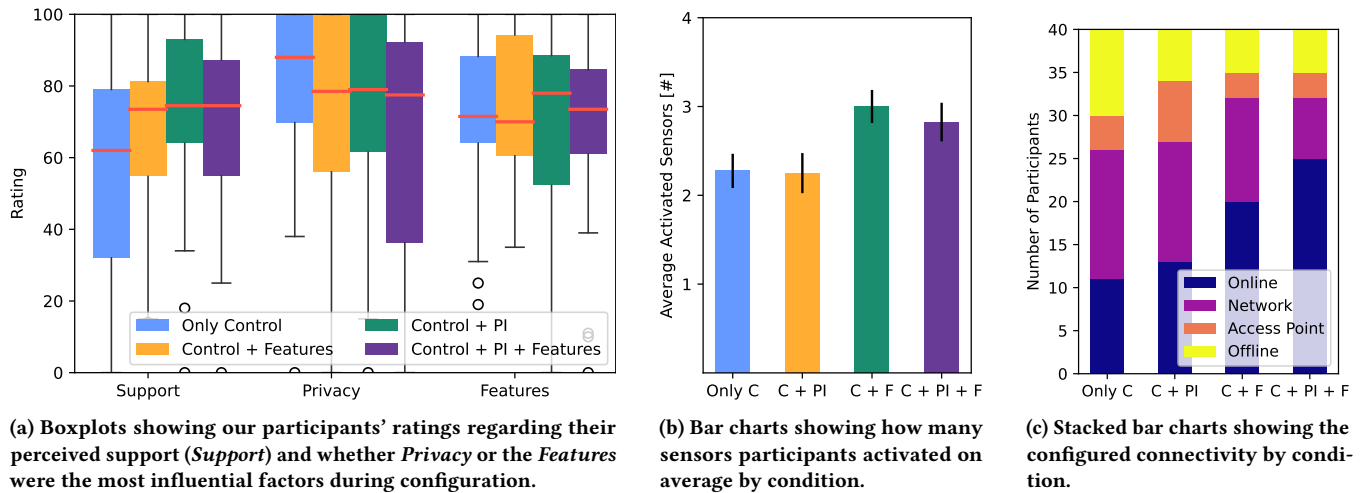 100
80
60
40
20
0
Rating
Only Control
Control + PI
Control + Features
Control + PI + Features
Support
Privacy
Features
(a) Boxplots showing our participants' ratings regarding their
perceived support (Support) and whether Privacy or the Features
were the most influential factors during configuration.
4
3
2
1
Average Activated Sensors [#]
Only C
C + PI
C + F
C + PI + F
(b) Bar charts showing how many
sensors participants activated on
average by condition.
40
35
30
25
20
15
10
5
0
Number of Participants
Online
Network
Access Point
Offline
Only C
C + PI
C + F
C + PI + F
(c) Stacked bar charts showing the
configured connectivity by condi-
tion.